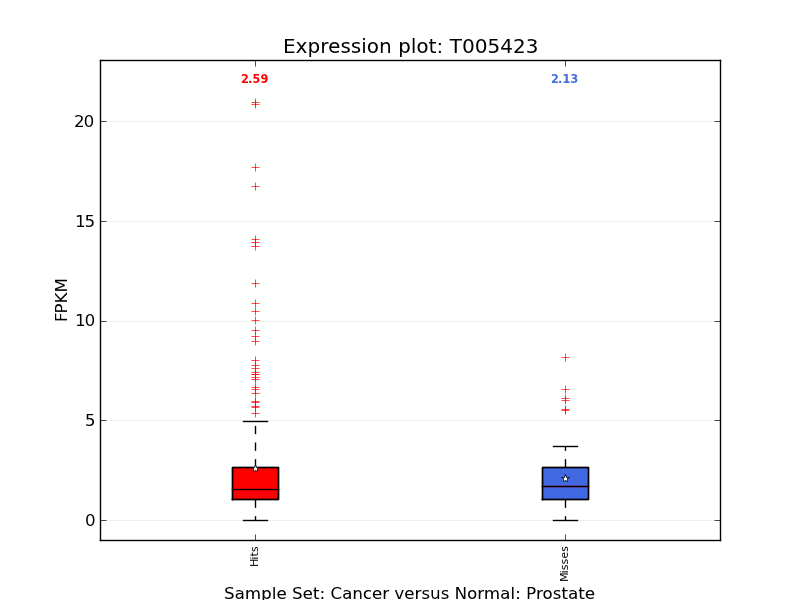 Expression plot: T005423
2.59
2.13
20
15
10
5
0
FPKM
Hits
Misses
Sample Set: Cancer versus Normal: Prostate